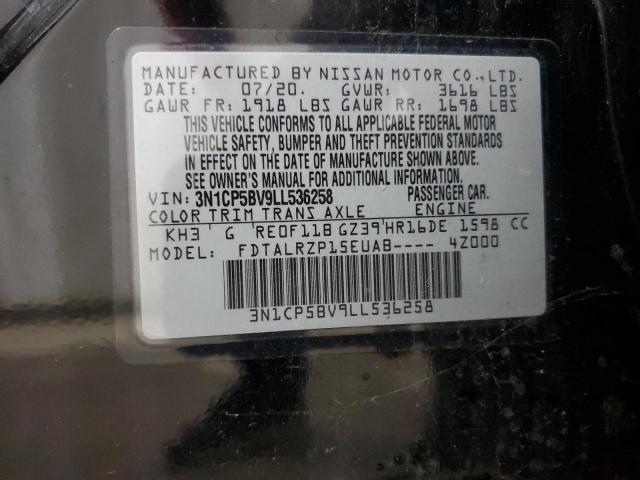 MANUFACTURED BY NISSAN MOTOR CO., LTD.
DATE: 07/20. GVWR: 3616 LBS
GAWR FR: 1918 LBS GAWR RR: 1698 LBS
THIS VEHICLE CONFORMS TO ALL APPLICABLE FEDERAL MOTOR
VEHICLE SAFETY, BUMPER AND THEFT PREVENTION STANDARDS
IN EFFECT ON THE DATE OF MANUFACTURE SHOWN ABOVE.
SEE OWNER'S MANUAL FOR ADDITIONAL INFORMATION.
VIN: 3N1CP5BV9LL536258 PASSENGER CAR.
COLOR TRIM TRANS AXLE ENGINE
KH3 G RE0F11B GZ39 HR16DE 1598 CC
MODEL: FDTALRZP15EUAB---- 4Z000
3N1CP5BV9LL536258